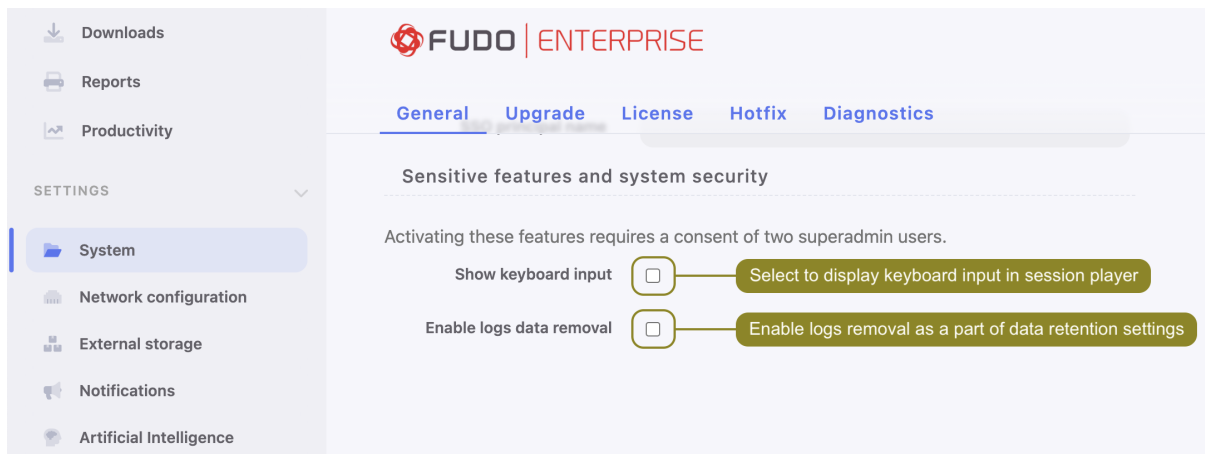 Downloads
Reports
Productivity
SETTINGS
System
Network configuration
External storage
Notifications
Artificial Intelligence
FUDO ENTERPRISE
General Upgrade License Hotfix Diagnostics
SSO principal name
Sensitive features and system security
Activating these features requires a consent of two superadmin users.
Show keyboard input Select to display keyboard input in session player
Enable logs data removal Enable logs removal as a part of data retention settings